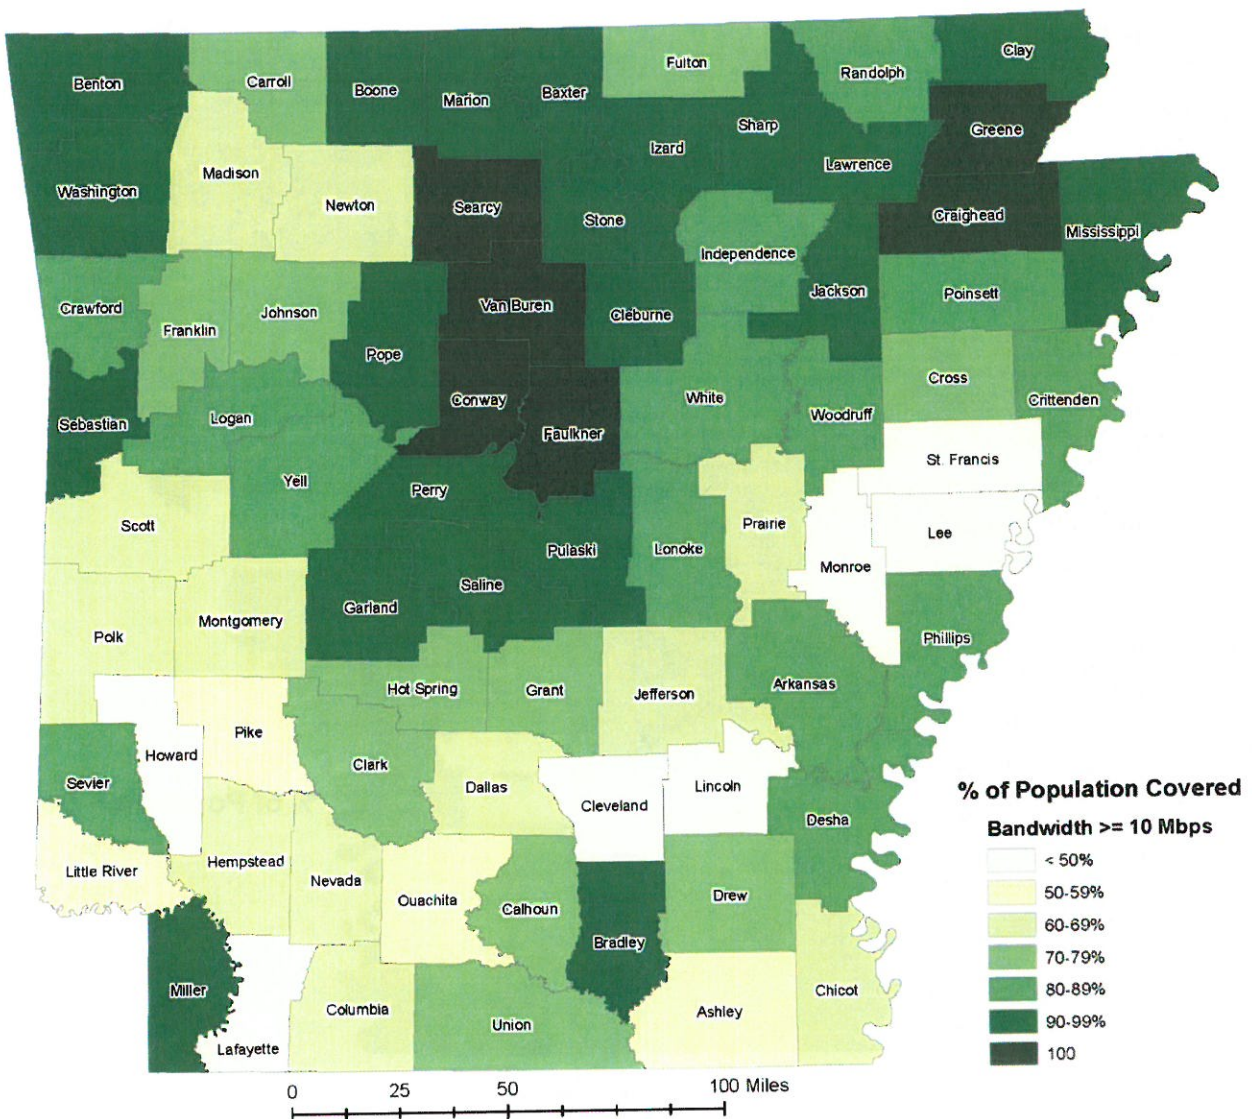 Benton
Carroll
Boone
Marion
Baxter
Fulton
Randolph
Clay
Sharp
Greene
Izard
Lawrence
Washington
Madison
Newton
Searcy
Stone
Craighead
Mississippi
Independence
Crawford
Franklin
Johnson
Van Buren
Cleburne
Jackson
Poinsett
Pope
Sebastian
Logan
Conway
Faulkner
White
Woodruff
Cross
Crittenden
St. Francis
Yell
Perry
Scott
Pulaski
Lonoke
Prairie
Lee
Monroe
Saline
Garland
Polk
Montgomery
Phillips
Hot Spring
Grant
Jefferson
Arkansas
Howard
Pike
Clark
Sevier
Dallas
Cleveland
Lincoln
Desha
Little River
Hempstead
Nevada
Ouachita
Calhoun
Drew
Bradley
Miller
Lafayette
Columbia
Union
Ashley
Chicot
% of Population Covered
Bandwidth >= 10 Mbps
< 50%
50-59%
60-69%
70-79%
80-89%
90-99%
100
0 25 50 100 Miles